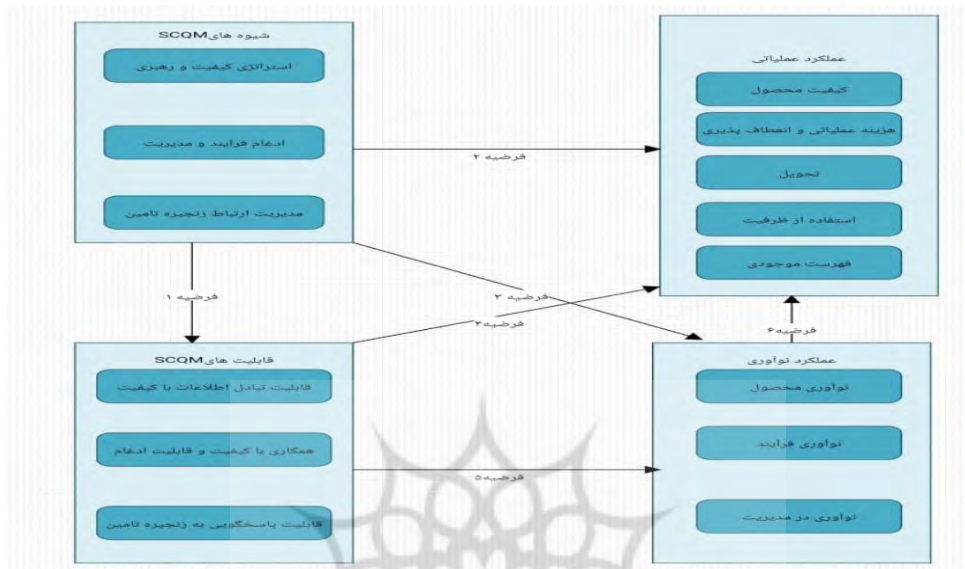 شیوه های SCQM
استراتژی کیفیت و رهبری
ادغام فرآیند و مدیریت
مدیریت ارتباط زنجیره تامین
عملکرد عملیاتی
کیفیت محصول
هزینه عملیاتی و انعطاف پذیری
تحویل
استفاده از ظرفیت
فهرست موجودی
فرضیه ۲
فرضیه ۱
فرضیه ۳
فرضیه۴
فرضیه۶
قابلیت های SCQM
قابلیت تبادل اطلاعات با کیفیت
همکاری با کیفیت و قابلیت ادغام
قابلیت پاسخگویی به زنجیره تامین
فرضیه۵
عملکرد نوآوری
نوآوری محصول
نوآوری فرآیند
نوآوری در مدیریت